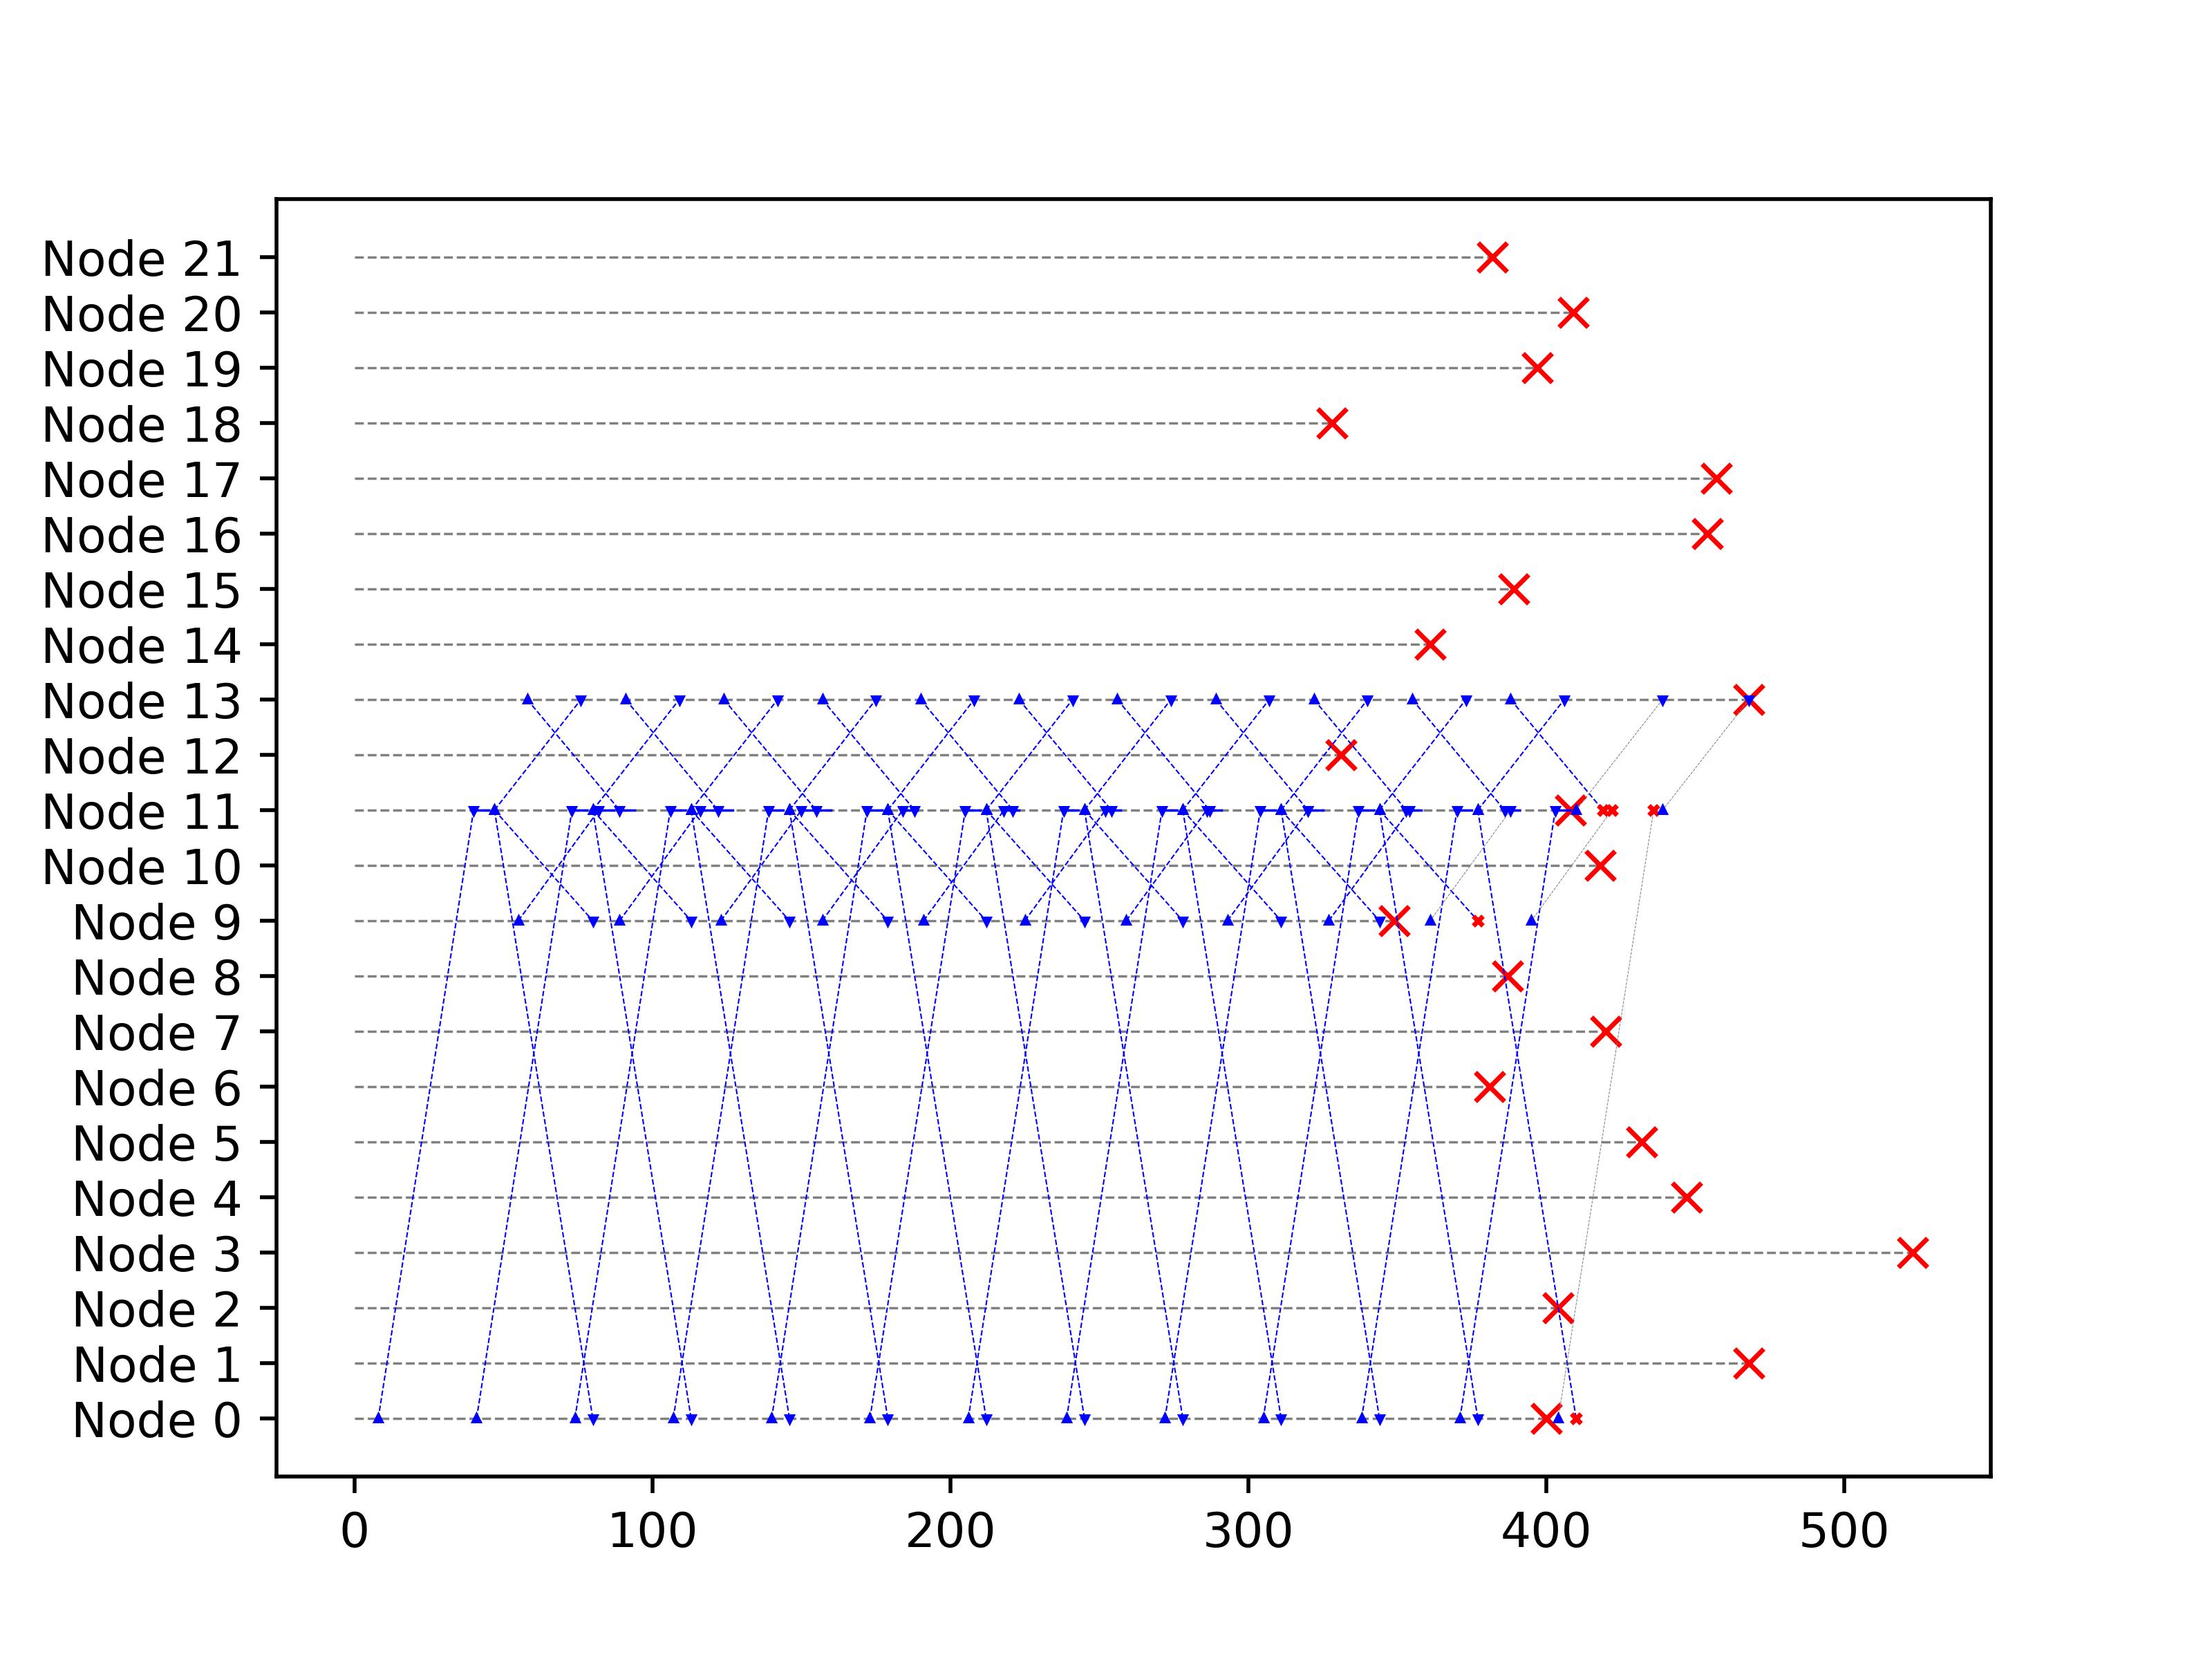 Node 21
Node 20
Node 19
Node 18
Node 17
Node 16
Node 15
Node 14
Node 13
Node 12
Node 11
Node 10
Node 9
Node 8
Node 7
Node 6
Node 5
Node 4
Node 3
Node 2
Node 1
Node 0
0 100 200 300 400 500